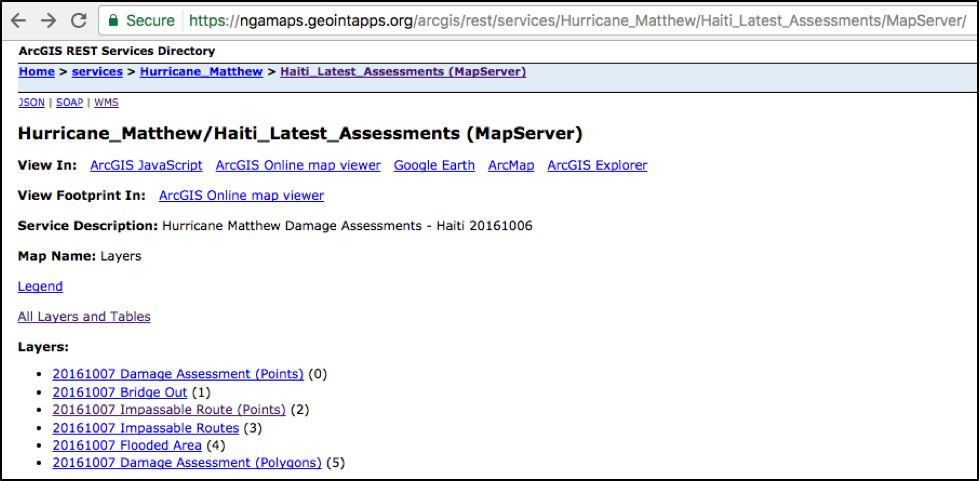 Secure https://ngamaps.geointapps.org/arcgis/rest/services/Hurricane_Matthew/Haiti_Latest_Assessments/MapServer/
ArcGIS REST Services Directory
Home > services > Hurricane_Matthew > Haiti_Latest_Assessments (MapServer)
JSON | SOAP | WMS
Hurricane_Matthew/Haiti_Latest_Assessments (MapServer)
View In: ArcGIS JavaScript ArcGIS Online map viewer Google Earth ArcMap ArcGIS Explorer
View Footprint In: ArcGIS Online map viewer
Service Description: Hurricane Matthew Damage Assessments - Haiti 20161006
Map Name: Layers
Legend
All Layers and Tables
Layers:
• 20161007 Damage Assessment (Points) (0)
• 20161007 Bridge Out (1)
• 20161007 Impassable Route (Points) (2)
• 20161007 Impassable Routes (3)
• 20161007 Flooded Area (4)
• 20161007 Damage Assessment (Polygons) (5)